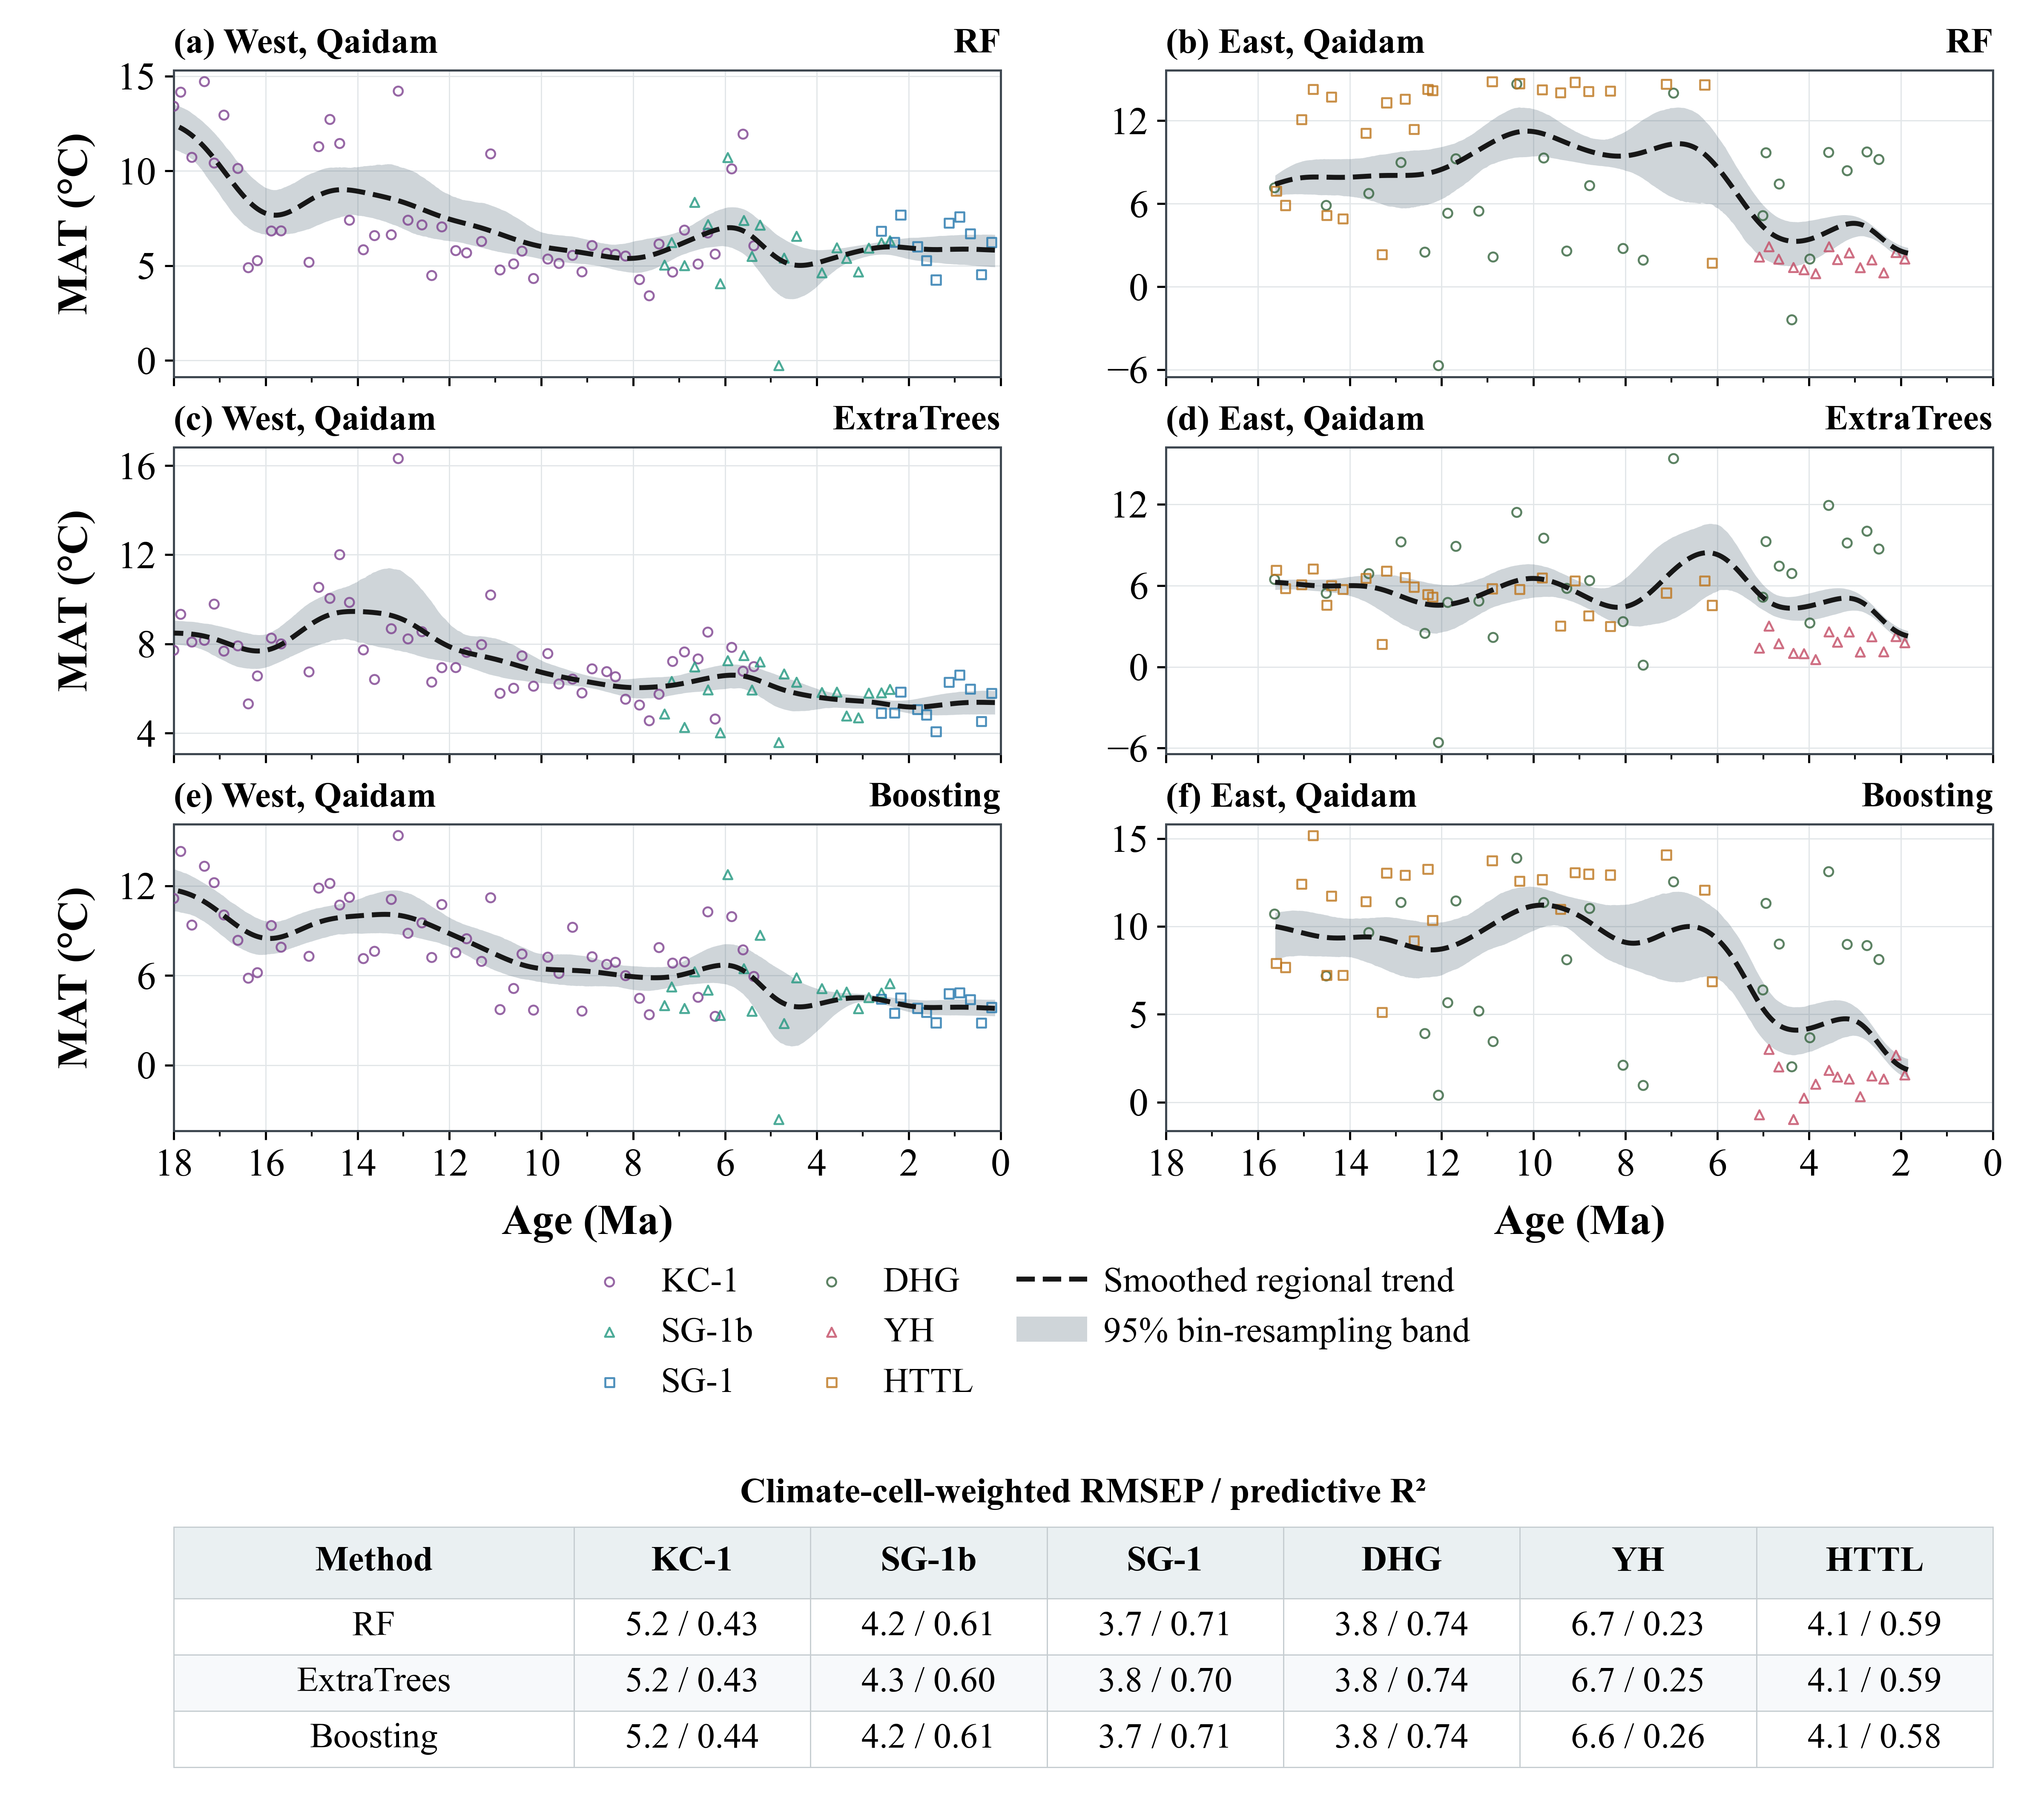 (a) West, Qaidam RF
(b) East, Qaidam RF
MAT (°C)
15
10
5
0
12
6
0
−6
(c) West, Qaidam ExtraTrees
(d) East, Qaidam ExtraTrees
MAT (°C)
16
12
8
4
12
6
0
−6
(e) West, Qaidam Boosting
(f) East, Qaidam Boosting
MAT (°C)
12
6
0
15
10
5
0
18 16 14 12 10 8 6 4 2 0
18 16 14 12 10 8 6 4 2 0
Age (Ma)
Age (Ma)
KC-1 DHG Smoothed regional trend
SG-1b YH 95% bin-resampling band
SG-1 HTTL
Climate-cell-weighted RMSEP / predictive R²
Method KC-1 SG-1b SG-1 DHG YH HTTL
RF 5.2 / 0.43 4.2 / 0.61 3.7 / 0.71 3.8 / 0.74 6.7 / 0.23 4.1 / 0.59
ExtraTrees 5.2 / 0.43 4.3 / 0.60 3.8 / 0.70 3.8 / 0.74 6.7 / 0.25 4.1 / 0.59
Boosting 5.2 / 0.44 4.2 / 0.61 3.7 / 0.71 3.8 / 0.74 6.6 / 0.26 4.1 / 0.58